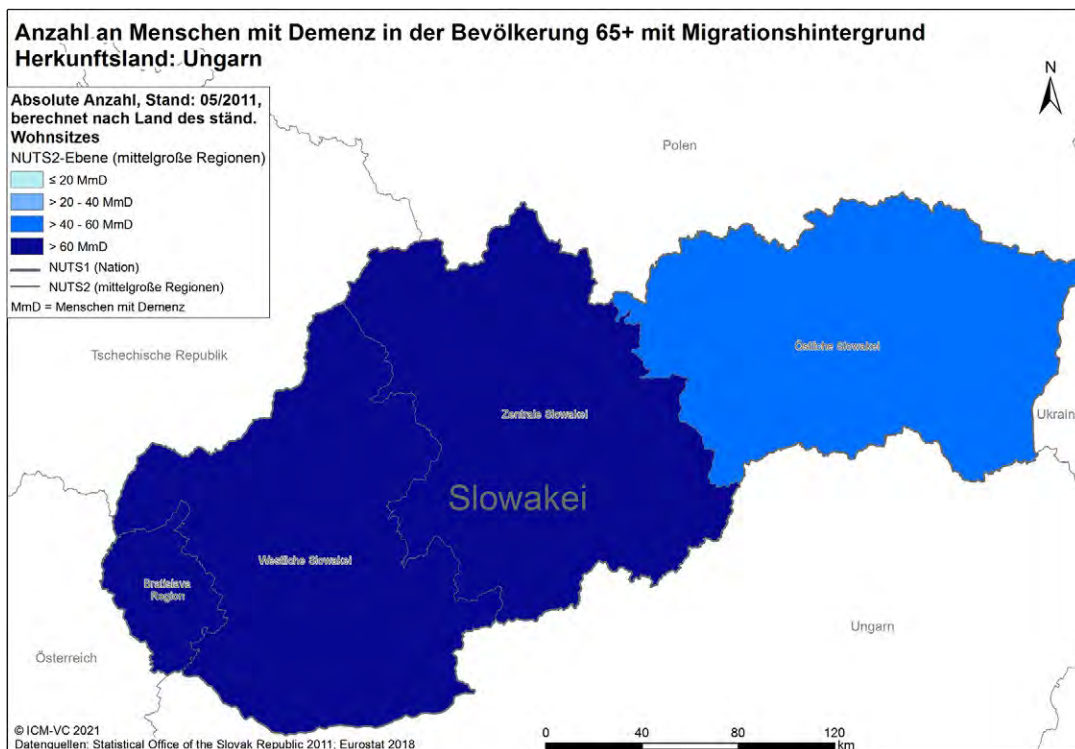 Anzahl an Menschen mit Demenz in der Bevölkerung 65+ mit Migrationshintergrund
Herkunftsland: Ungarn
N
Absolute Anzahl, Stand: 05/2011,
berechnet nach Land des ständ.
Wohnsitzes
NUTS2-Ebene (mittelgroße Regionen)
≤ 20 MmD
> 20 - 40 MmD
> 40 - 60 MmD
> 60 MmD
NUTS1 (Nation)
NUTS2 (mittelgroße Regionen)
MmD = Menschen mit Demenz
Polen
Tschechische Republik
Östliche Slowakei
Ukrain
Zentrale Slowakei
Slowakei
Westliche Slowakei
Bratislava
Region
Ungarn
Österreich
© ICM-VC 2021
Datenquellen: Statistical Office of the Slovak Republic 2011; Eurostat 2018
0 40 80 120
km